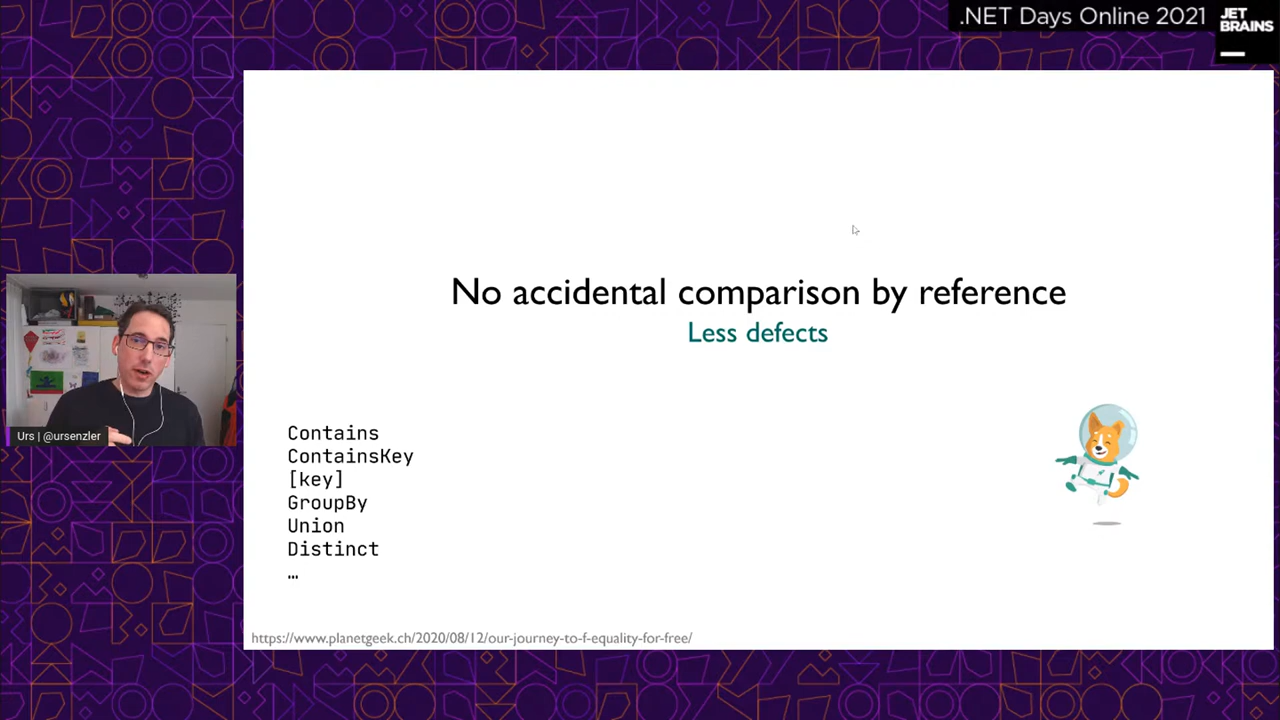 .NET Days Online 2021
JET
BRAINS
No accidental comparison by reference
Less defects
Urs | @ursenzler
Contains
ContainsKey
[key]
GroupBy
Union
Distinct
…
https://www.planetgeek.ch/2020/08/12/our-journey-to-f-equality-for-free/